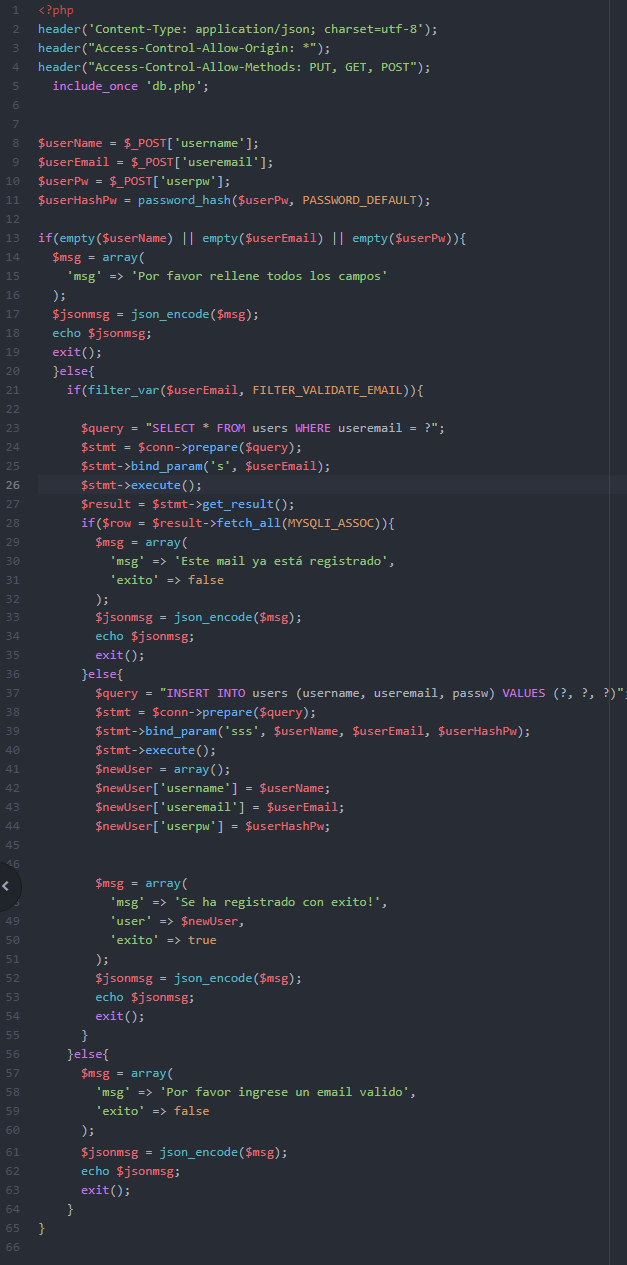 1 <?php
2 header('Content-Type: application/json; charset=utf-8');
3 header("Access-Control-Allow-Origin: *");
4 header("Access-Control-Allow-Methods: PUT, GET, POST");
5   include_once 'db.php';
6
7
8 $userName = $_POST['username'];
9 $userEmail = $_POST['useremail'];
10 $userPw = $_POST['userpw'];
11 $userHashPw = password_hash($userPw, PASSWORD_DEFAULT);
12
13 if(empty($userName) || empty($userEmail) || empty($userPw)){
14   $msg = array(
15     'msg' => 'Por favor rellene todos los campos'
16   );
17   $jsonmsg = json_encode($msg);
18   echo $jsonmsg;
19   exit();
20   }else{
21     if(filter_var($userEmail, FILTER_VALIDATE_EMAIL)){
22
23       $query = "SELECT * FROM users WHERE useremail = ?";
24       $stmt = $conn->prepare($query);
25       $stmt->bind_param('s', $userEmail);
26       $stmt->execute();
27       $result = $stmt->get_result();
28       if($row = $result->fetch_all(MYSQLI_ASSOC)){
29         $msg = array(
30           'msg' => 'Este mail ya está registrado',
31           'exito' => false
32         );
33         $jsonmsg = json_encode($msg);
34         echo $jsonmsg;
35         exit();
36       }else{
37         $query = "INSERT INTO users (username, useremail, passw) VALUES (?, ?, ?)";
38         $stmt = $conn->prepare($query);
39         $stmt->bind_param('sss', $userName, $userEmail, $userHashPw);
40         $stmt->execute();
41         $newUser = array();
42         $newUser['username'] = $userName;
43         $newUser['useremail'] = $userEmail;
44         $newUser['userpw'] = $userHashPw;
45
46
        $msg = array(
          'msg' => 'Se ha registrado con exito!',
49           'user' => $newUser,
50           'exito' => true
51         );
52         $jsonmsg = json_encode($msg);
53         echo $jsonmsg;
54         exit();
55       }
56     }else{
57       $msg = array(
58         'msg' => 'Por favor ingrese un email valido',
59         'exito' => false
60       );
61       $jsonmsg = json_encode($msg);
62       echo $jsonmsg;
63       exit();
64     }
65 }
66